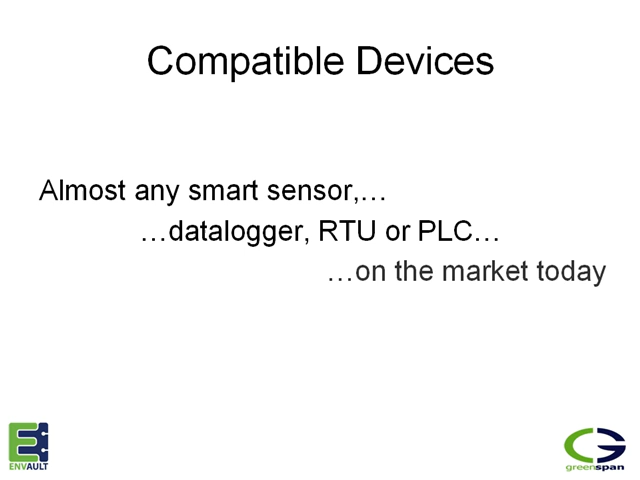 Compatible Devices
Almost any smart sensor,…
…datalogger, RTU or PLC…
…on the market today
ENVAULT
greenspan